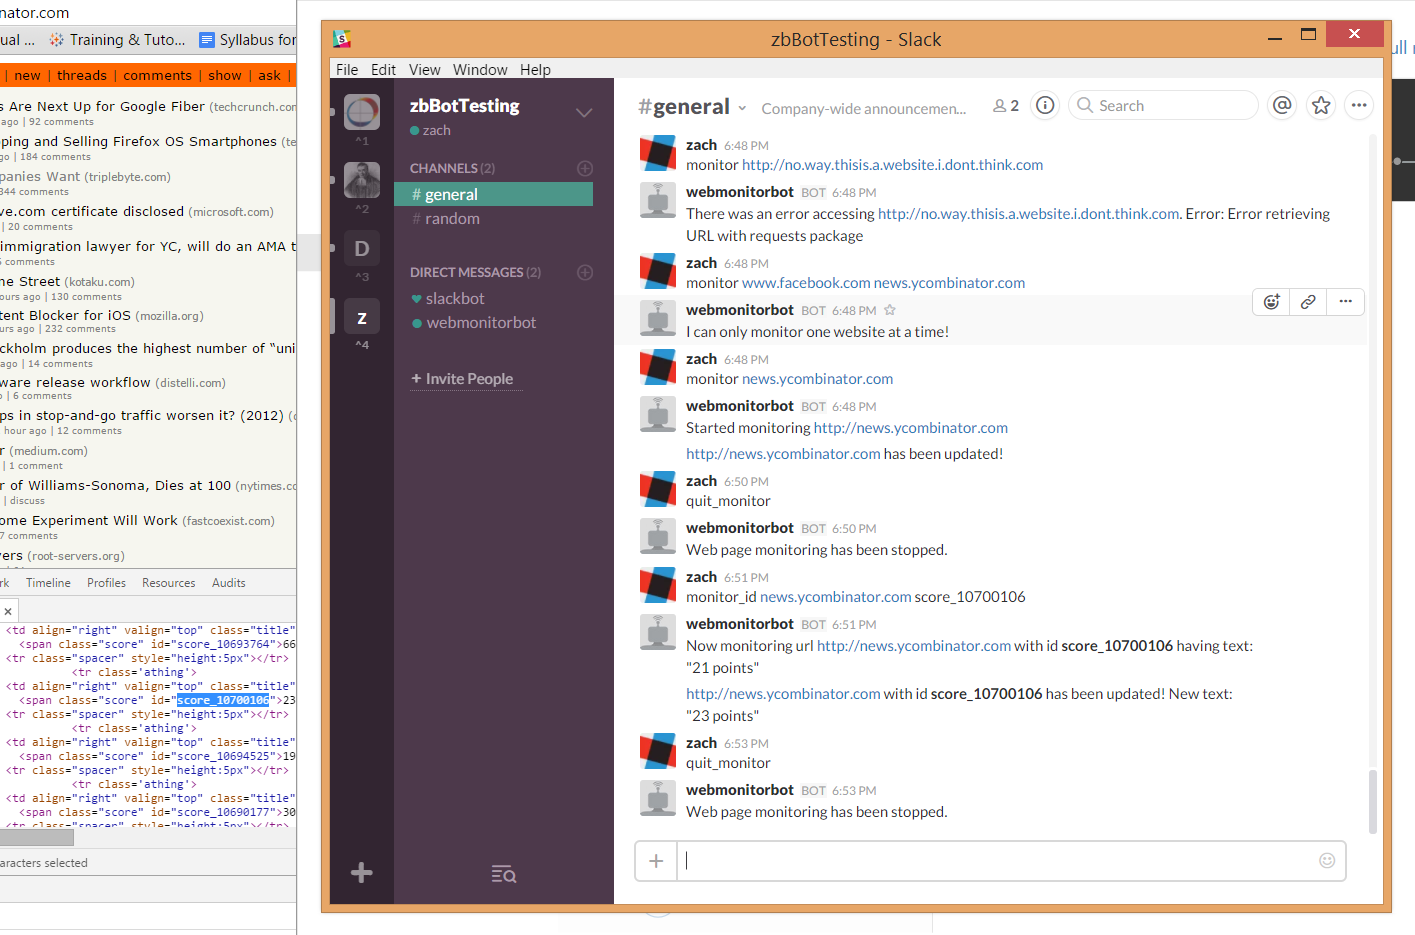 nator.com
ual ... Training & Tuto... Syllabus for
| new | threads | comments | show | ask |
s Are Next Up for Google Fiber (techcrunch.con
ago | 92 comments
ping and Selling Firefox OS Smartphones (te
go | 184 comments
panies Want (triplebyte.com)
344 comments
ve.com certificate disclosed (microsoft.com)
| 20 comments
immigration lawyer for YC, will do an AMA t
comments
ne Street (kotaku.com)
ours ago | 130 comments
tent Blocker for iOS (mozilla.org)
urs ago | 232 comments
ckholm produces the highest number of “uni
ago | 14 comments
ware release workflow (distelli.com)
| 6 comments
ps in stop-and-go traffic worsen it? (2012) (
hour ago | 12 comments
r (medium.com)
| 1 comment
r of Williams-Sonoma, Dies at 100 (nytimes.co
| discuss
ome Experiment Will Work (fastcoexist.com)
7 comments
vers (root-servers.org)
rk Timeline Profiles Resources Audits
×
<td align="right" valign="top" class="title"
<span class="score" id="score_10693764">66
<tr class="spacer" style="height:5px"></tr>
<tr class='athing'>
<td align="right" valign="top" class="title"
<span class="score" id="score_10700106">23
<tr class="spacer" style="height:5px"></tr>
<tr class='athing'>
<td align="right" valign="top" class="title"
<span class="score" id="score_10694525">19
<tr class="spacer" style="height:5px"></tr>
<tr class='athing'>
<td align="right" valign="top" class="title"
<span class="score" id="score_10690177">30
<tr class="spacer" style="height:5px"></tr>
aracters selected
zbBotTesting - Slack
File Edit View Window Help
^1
^2
D
^3
z
^4
zbBotTesting
zach
CHANNELS (2)
# general
# random
DIRECT MESSAGES (2)
slackbot
webmonitorbot
+ Invite People
#general Company-wide announcemen... 2 Search
zach 6:48 PM
monitor http://no.way.thisis.a.website.i.dont.think.com
webmonitorbot BOT 6:48 PM
There was an error accessing http://no.way.thisis.a.website.i.dont.think.com. Error: Error retrieving
URL with requests package
zach 6:48 PM
monitor www.facebook.com news.ycombinator.com
webmonitorbot BOT 6:48 PM
I can only monitor one website at a time!
zach 6:48 PM
monitor news.ycombinator.com
webmonitorbot BOT 6:48 PM
Started monitoring http://news.ycombinator.com
http://news.ycombinator.com has been updated!
zach 6:50 PM
quit_monitor
webmonitorbot BOT 6:50 PM
Web page monitoring has been stopped.
zach 6:51 PM
monitor_id news.ycombinator.com score_10700106
webmonitorbot BOT 6:51 PM
Now monitoring url http://news.ycombinator.com with id score_10700106 having text:
"21 points"
http://news.ycombinator.com with id score_10700106 has been updated! New text:
"23 points"
zach 6:53 PM
quit_monitor
webmonitorbot BOT 6:53 PM
Web page monitoring has been stopped.
ull